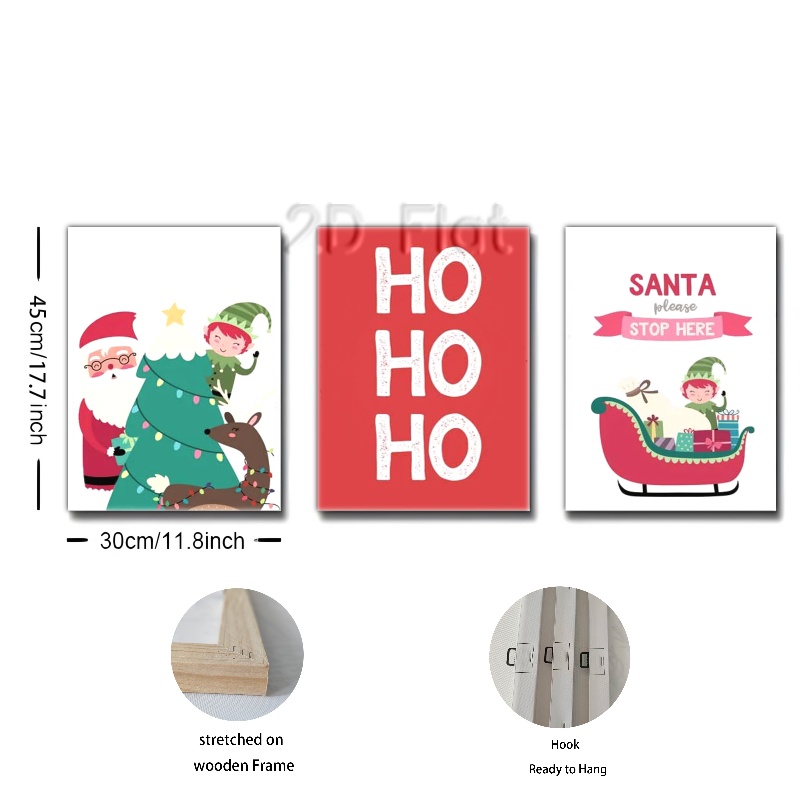 2D Flat
45cm/17.7inch
HO
HO
HO
SANTA
please
STOP HERE
30cm/11.8inch
stretched on
wooden Frame
Hook
Ready to Hang